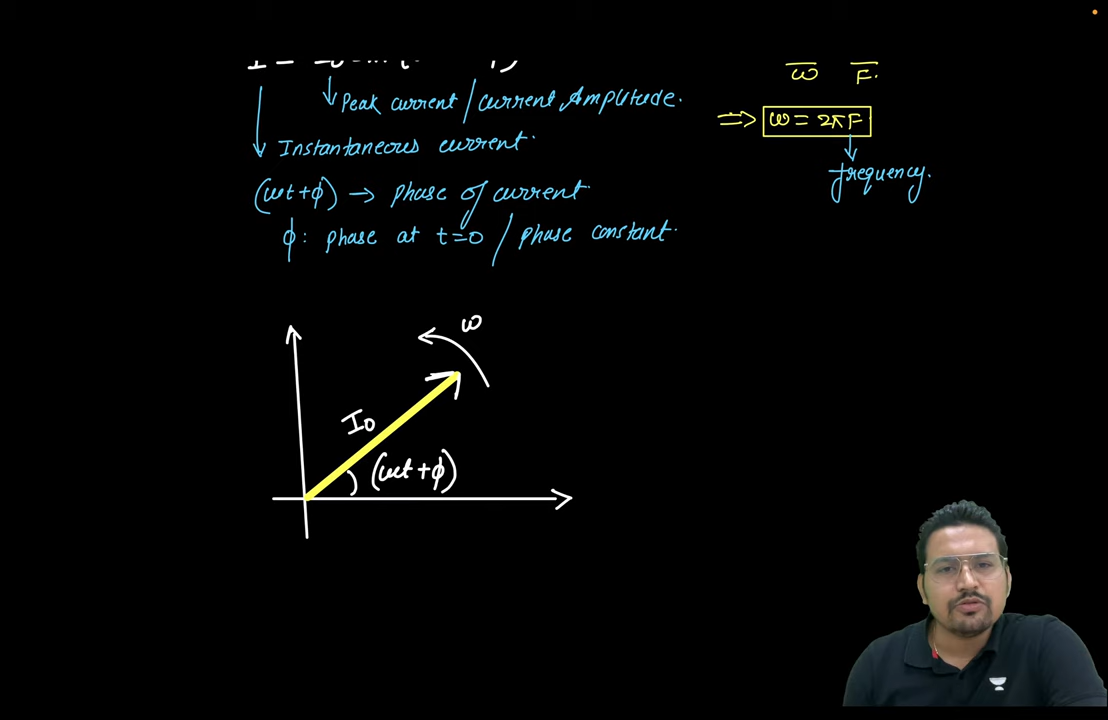 ω F
↓Peak current / current Amplitude.
⇒ ω = 2πF
Instantaneous current.
frequency.
(ωt+ϕ) → phase of current.
ϕ: phase at t=0 / phase constant.
ω
I₀
(ωt+ϕ)